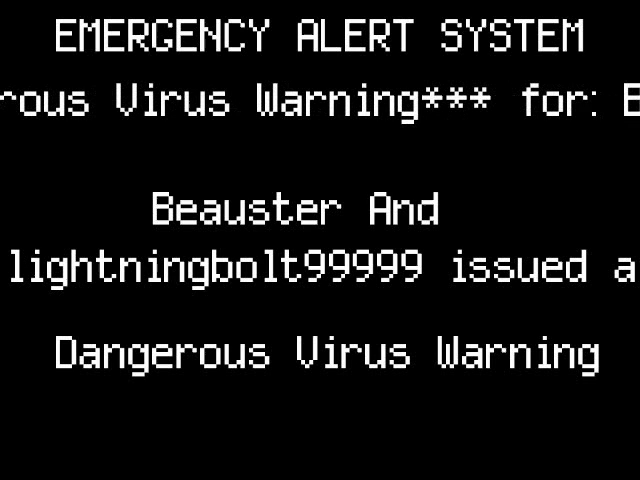 EMERGENCY ALERT SYSTEM
rous Virus Warning*** for:
Beauster And
lightningbolt99999 issued a
Dangerous Virus Warning